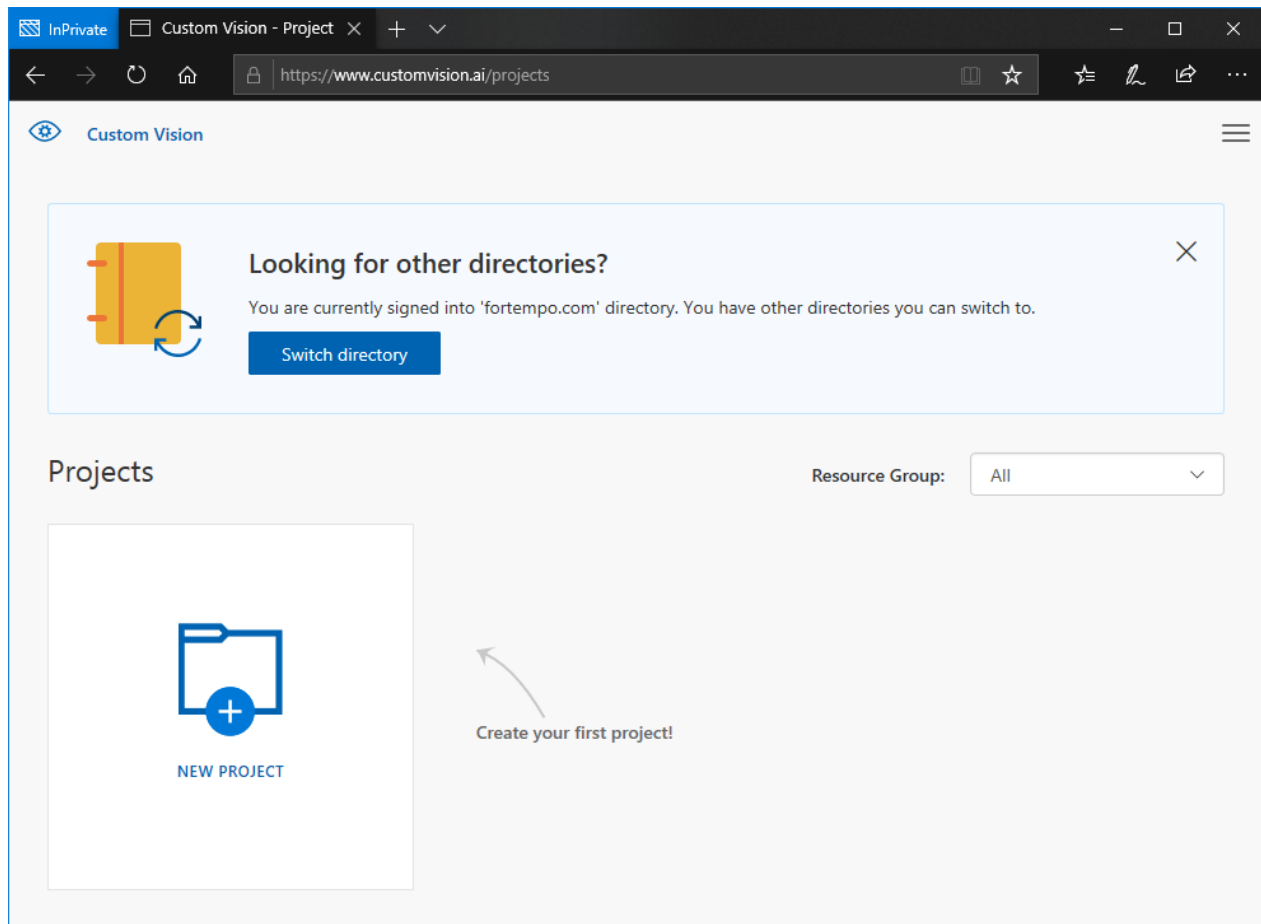 InPrivate
Custom Vision - Project
https://www.customvision.ai/projects
Custom Vision
Looking for other directories?
You are currently signed into 'fortempo.com' directory. You have other directories you can switch to.
Switch directory
Projects
Resource Group:
All
Create your first project!
NEW PROJECT